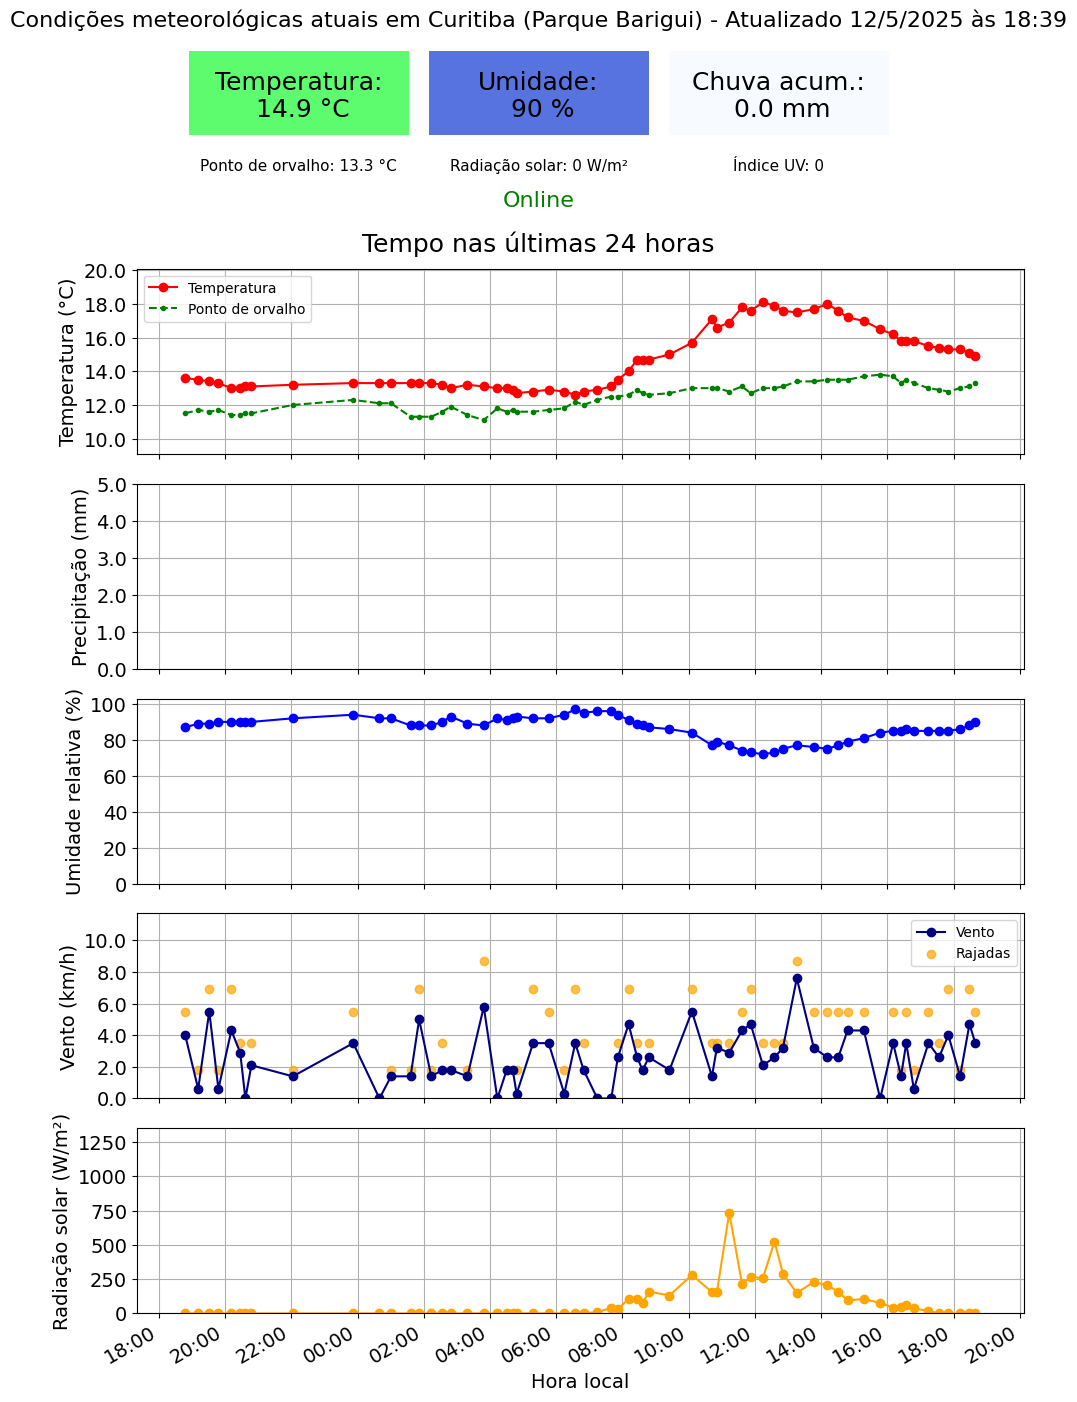 Condições meteorológicas atuais em Curitiba (Parque Barigui) - Atualizado 12/5/2025 às 18:39
Temperatura:
14.9 °C
Umidade:
90 %
Chuva acum.:
0.0 mm
Ponto de orvalho: 13.3 °C
Radiação solar: 0 W/m²
Índice UV: 0
Online
Tempo nas últimas 24 horas
Temperatura (°C)
20.0
18.0
16.0
14.0
12.0
10.0
Temperatura
Ponto de orvalho
Precipitação (mm)
5.0
4.0
3.0
2.0
1.0
0.0
Umidade relativa (%)
100
80
60
40
20
0
Vento (km/h)
10.0
8.0
6.0
4.0
2.0
0.0
Vento
Rajadas
Radiação solar (W/m²)
1250
1000
750
500
250
0
18:00
20:00
22:00
00:00
02:00
04:00
06:00
08:00
10:00
12:00
14:00
16:00
18:00
20:00
Hora local